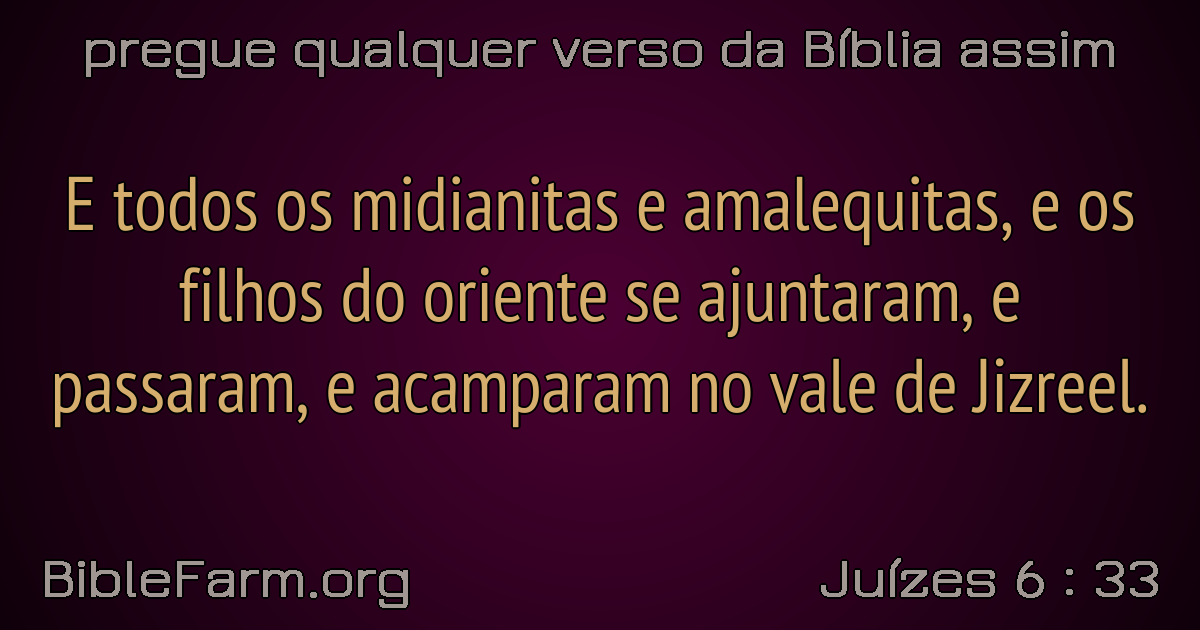 pregue qualquer verso da Bíblia assim
E todos os midianitas e amalequitas, e os
filhos do oriente se ajuntaram, e
passaram, e acamparam no vale de Jizreel.
BibleFarm.org
Juízes 6 : 33